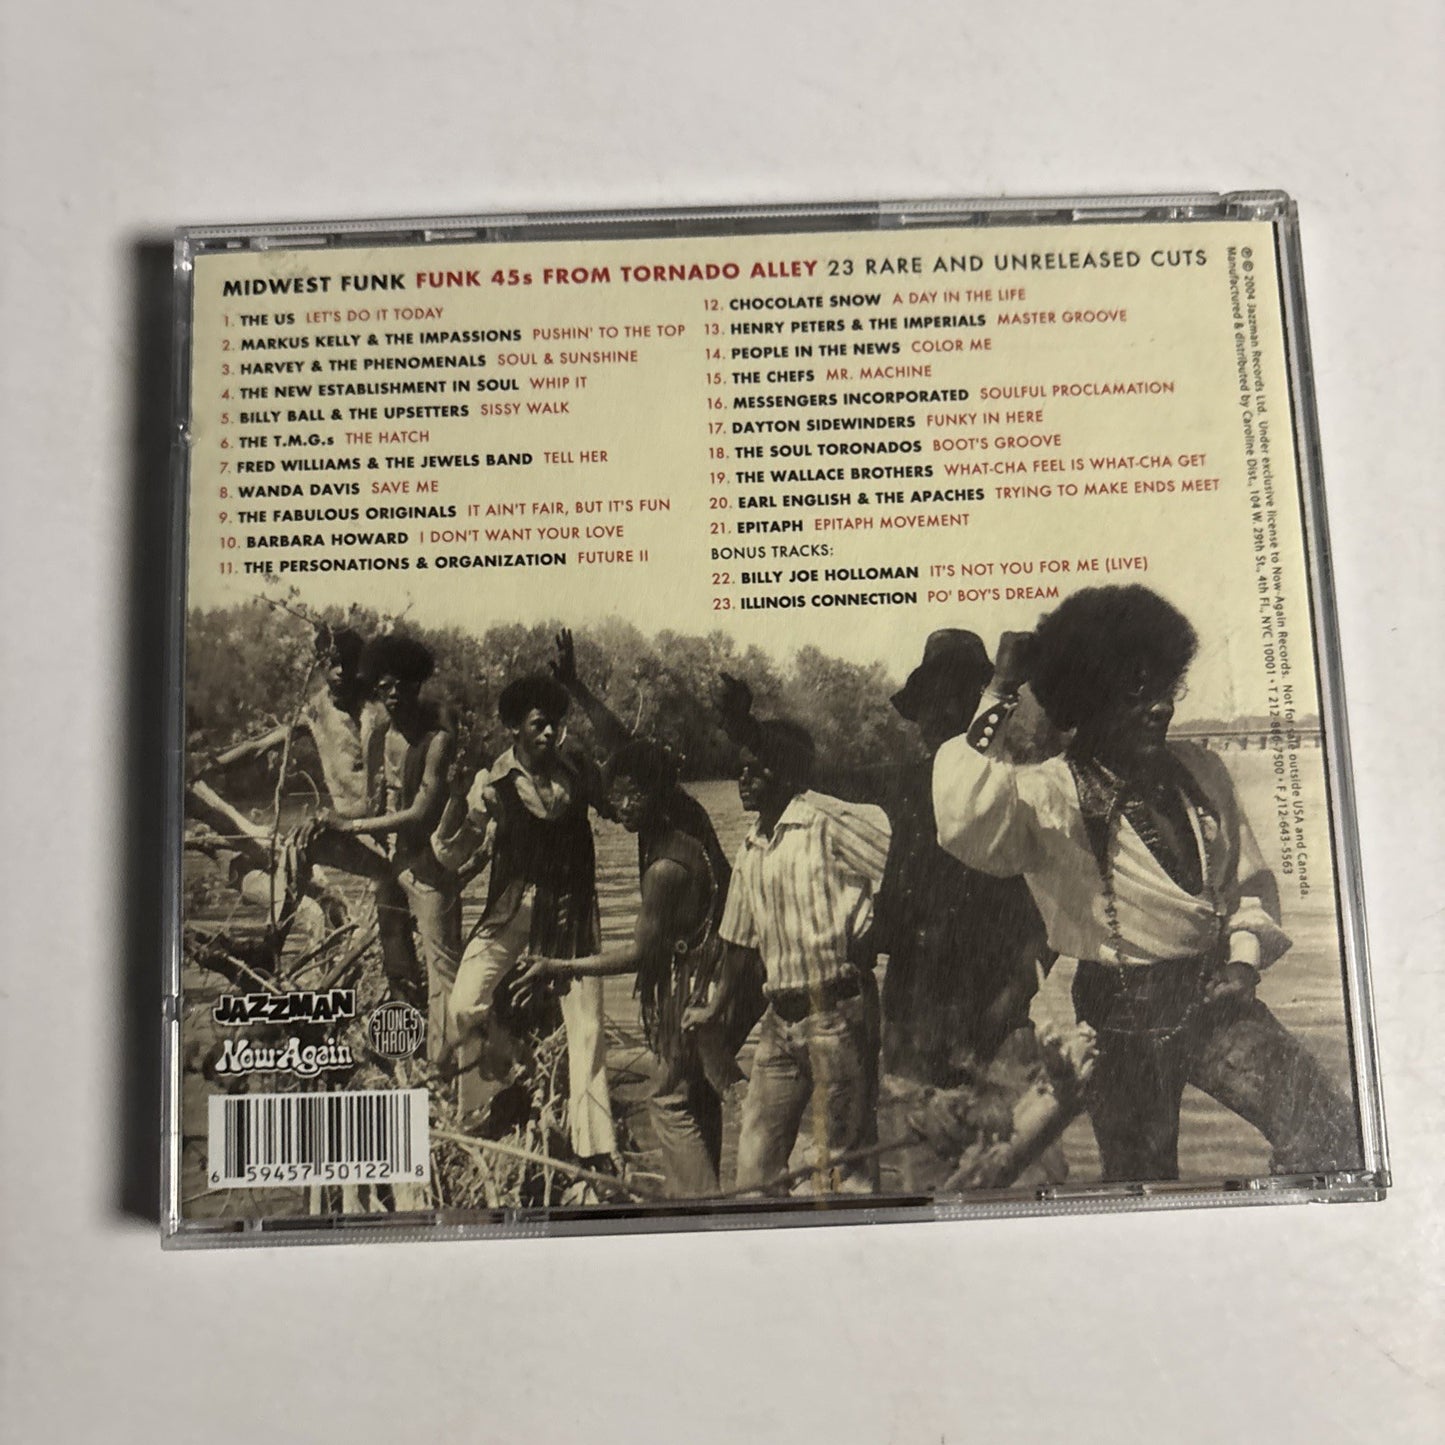 MIDWEST FUNK FUNK 45s FROM TORNADO ALLEY 23 RARE AND UNRELEASED CUTS
1. THE US LET'S DO IT TODAY
2. MARKUS KELLY & THE IMPASSIONS PUSHIN' TO THE TOP
3. HARVEY & THE PHENOMENALS SOUL & SUNSHINE
4. THE NEW ESTABLISHMENT IN SOUL WHIP IT
5. BILLY BALL & THE UPSETTERS SISSY WALK
6. THE T.M.G.s THE HATCH
7. FRED WILLIAMS & THE JEWELS BAND TELL HER
8. WANDA DAVIS SAVE ME
9. THE FABULOUS ORIGINALS IT AIN'T FAIR, BUT IT'S FUN
10. BARBARA HOWARD I DON'T WANT YOUR LOVE
11. THE PERSONATIONS & ORGANIZATION FUTURE II
12. CHOCOLATE SNOW A DAY IN THE LIFE
13. HENRY PETERS & THE IMPERIALS MASTER GROOVE
14. PEOPLE IN THE NEWS COLOR ME
15. THE CHEFS MR. MACHINE
16. MESSENGERS INCORPORATED SOULFUL PROCLAMATION
17. DAYTON SIDEWINDERS FUNKY IN HERE
18. THE SOUL TORONADOS BOOT'S GROOVE
19. THE WALLACE BROTHERS WHAT-CHA FEEL IS WHAT-CHA GET
20. EARL ENGLISH & THE APACHES TRYING TO MAKE ENDS MEET
21. EPITAPH EPITAPH MOVEMENT
BONUS TRACKS:
22. BILLY JOE HOLLOMAN IT'S NOT YOU FOR ME (LIVE)
23. ILLINOIS CONNECTION PO' BOY'S DREAM
℗ © 2004 Jazzman Records Ltd. Under exclusive license to Now-Again Records. Not for sale outside USA and Canada.
Manufactured & distributed by Caroline Dist., 104 W. 29th St., 4th Fl., NYC 10001 • T 212-886-7500 • F 212-643-5563
JAZZMAN
STONES
THROW
Now-Again
6 59457 50122 8